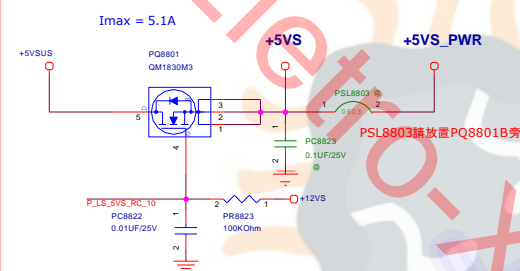 Imax = 5.1A
+5VSUS
PQ8801
QM1830M3
+5VS
+5VS_PWR
D
5
3
2
1
S
G
4
PSL8803 @
1
2
0603
PSL8803請放置PQ8801B旁
1
PC8823
0.1UF/25V
2
@
P_LS_5VS_RC_10
2
1
+12VS
PR8823
100KOhm
PC8822
0.01UF/25V
1
2